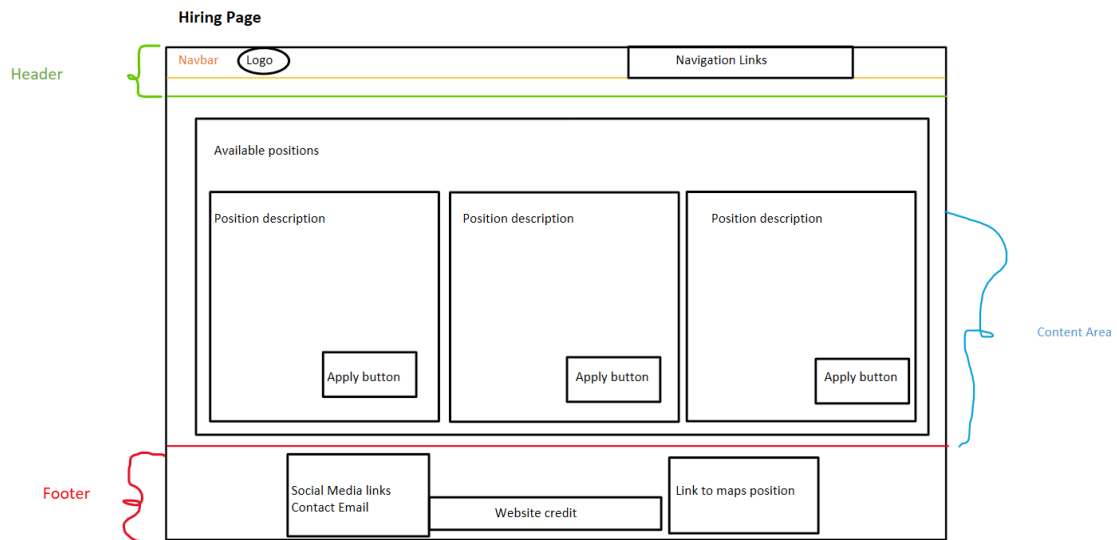 Hiring Page
Header
Navbar
Logo
Navigation Links
Available positions
Position description
Position description
Position description
Apply button
Apply button
Apply button
Content Area
Footer
Social Media links
Contact Email
Website credit
Link to maps position